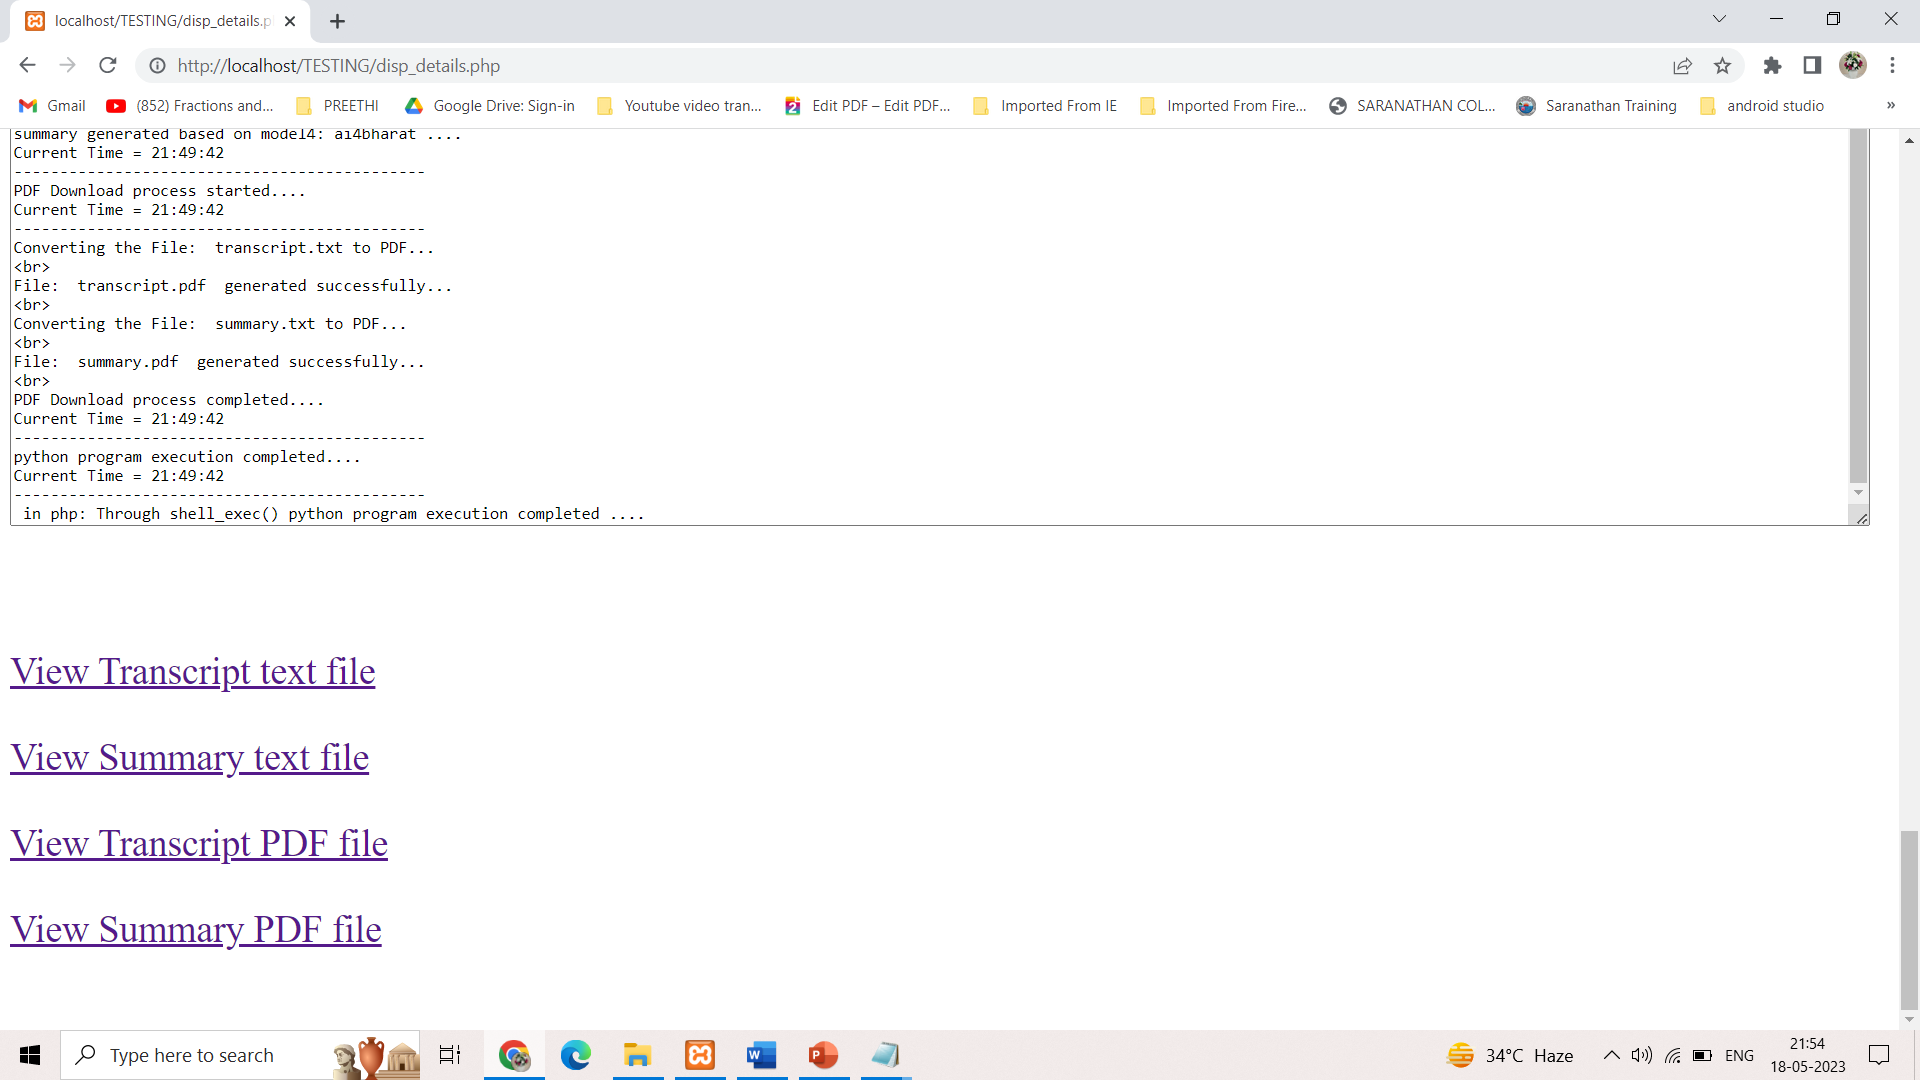 localhost/TESTING/disp_details.p
http://localhost/TESTING/disp_details.php
Gmail
(852) Fractions and...
PREETHI
Google Drive: Sign-in
Youtube video tran...
Edit PDF – Edit PDF...
Imported From IE
Imported From Fire...
SARANATHAN COL...
Saranathan Training
android studio
»
summary generated based on model4: ai4bharat ....
Current Time = 21:49:42
---------------------------------------------
PDF Download process started....
Current Time = 21:49:42
---------------------------------------------
Converting the File:  transcript.txt to PDF...
<br>
File:  transcript.pdf  generated successfully...
<br>
Converting the File:  summary.txt to PDF...
<br>
File:  summary.pdf  generated successfully...
<br>
PDF Download process completed....
Current Time = 21:49:42
---------------------------------------------
python program execution completed....
Current Time = 21:49:42
---------------------------------------------
in php: Through shell_exec() python program execution completed ....
View Transcript text file
View Summary text file
View Transcript PDF file
View Summary PDF file
Type here to search
34°C Haze
ENG
21:54
18-05-2023